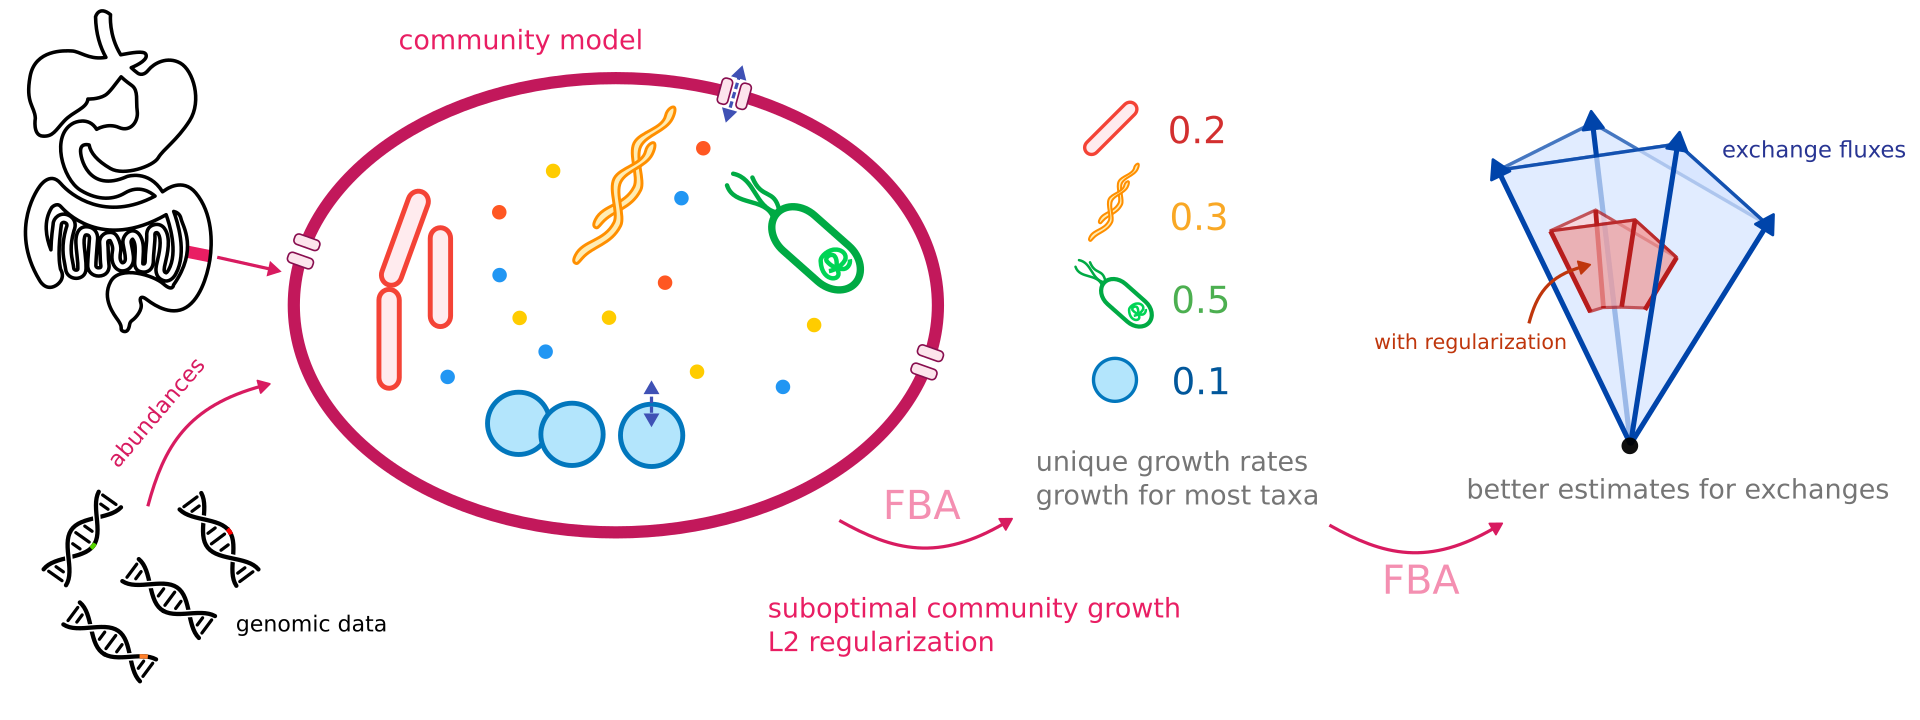 community model
abundances
genomic data
0.2
0.3
0.5
0.1
unique growth rates
growth for most taxa
FBA
suboptimal community growth
L2 regularization
exchange fluxes
with regularization
better estimates for exchanges
FBA